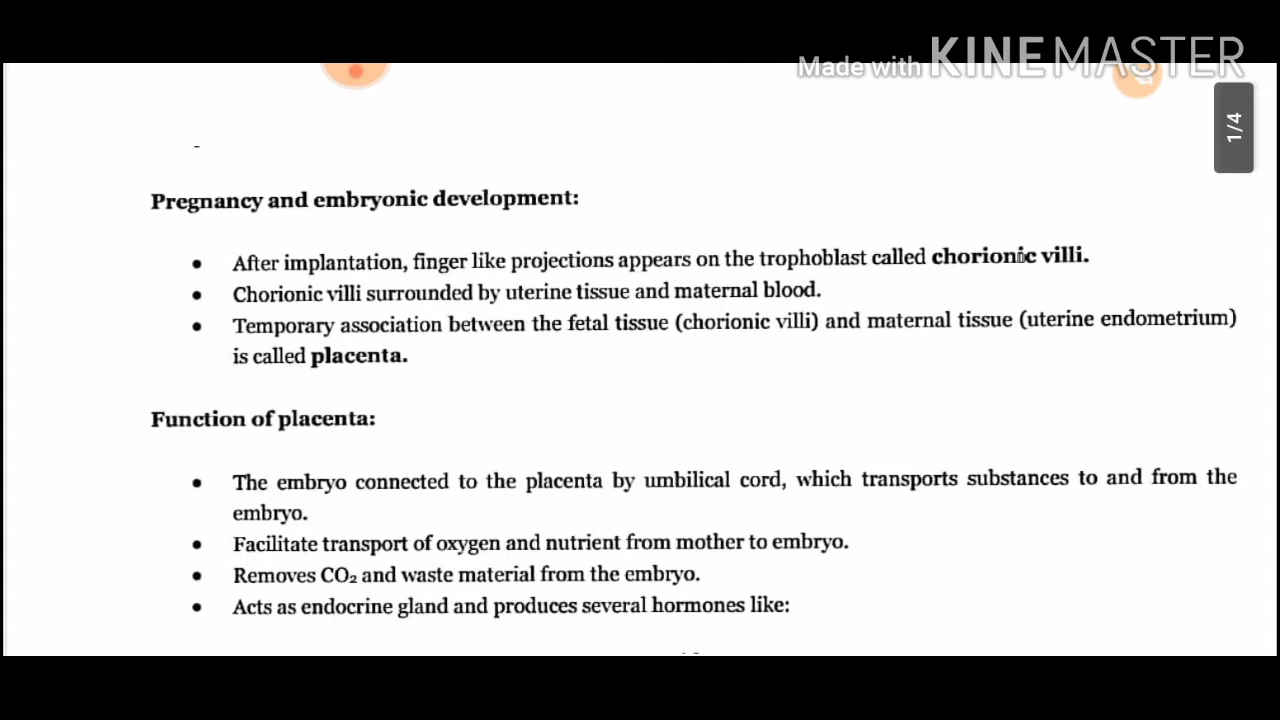 Made with KINEMASTER
1/4
-
Pregnancy and embryonic development:
• After implantation, finger like projections appears on the trophoblast called chorionic villi.
• Chorionic villi surrounded by uterine tissue and maternal blood.
• Temporary association between the fetal tissue (chorionic villi) and maternal tissue (uterine endometrium)
is called placenta.
Function of placenta:
• The embryo connected to the placenta by umbilical cord, which transports substances to and from the
embryo.
• Facilitate transport of oxygen and nutrient from mother to embryo.
• Removes CO₂ and waste material from the embryo.
• Acts as endocrine gland and produces several hormones like: